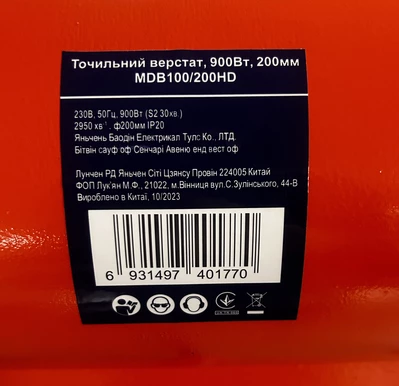 Точильний верстат, 900Вт, 200мм
MDB100/200HD
230В, 50Гц, 900Вт (S2 30хв.)
2950 хв⁻¹. ф200мм IP20
Яньчень Баодін Електрикал Тулс Ко., ЛТД.
Бітвін сауф оф Сенчарі Авеню енд вест оф
Лунчен РД Яньчен Сіті Цзянсу Провін 224005 Китай
ФОП Лук'ян М.Ф., 21022, м.Вінниця вул.С.Зулінського, 44-В
Вироблено в Китаї, 10/2023
6 931497 401770